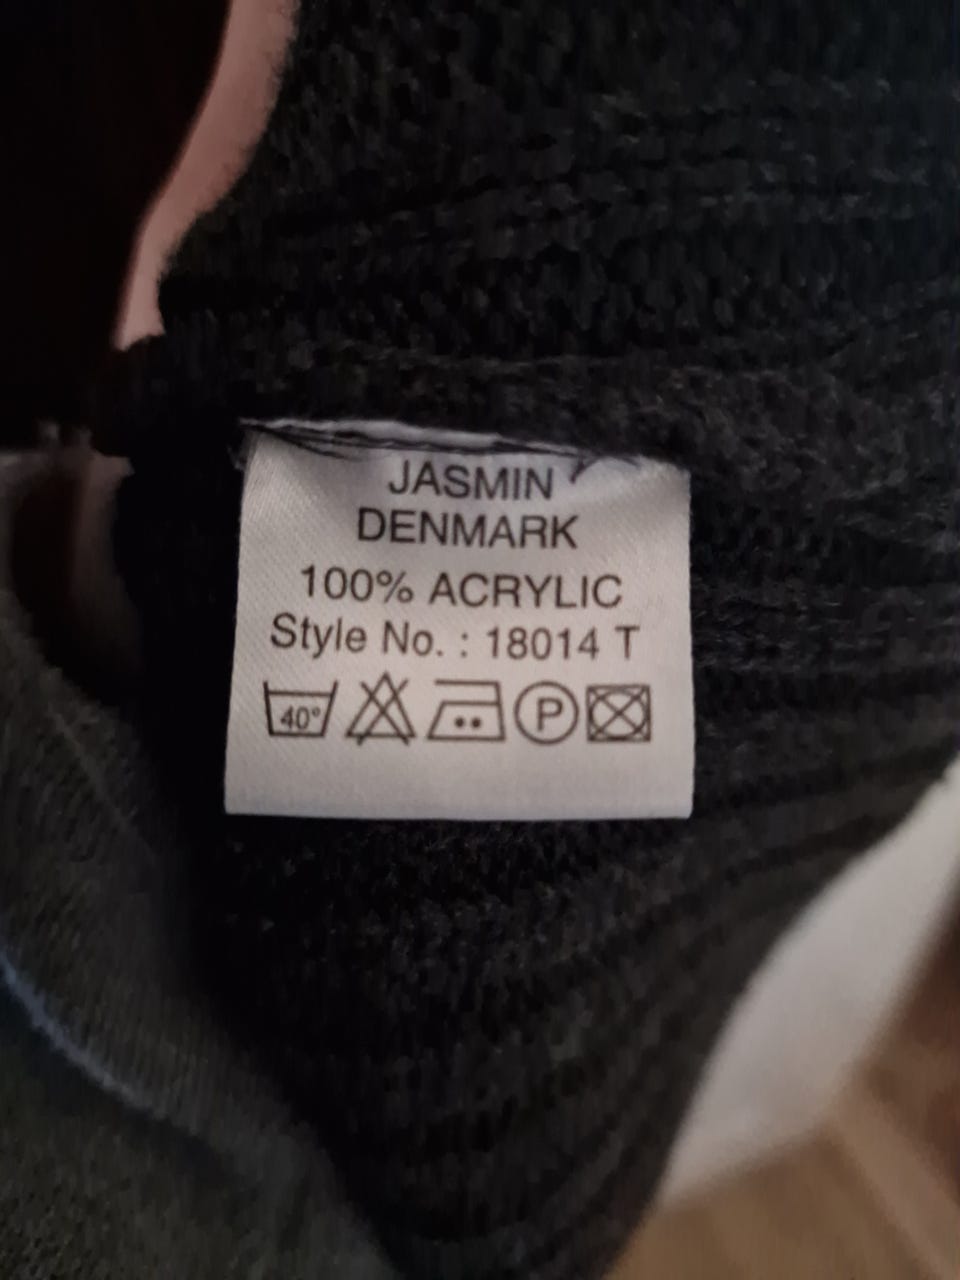 JASMIN
DENMARK
100% ACRYLIC
Style No. : 18014 T
40° P